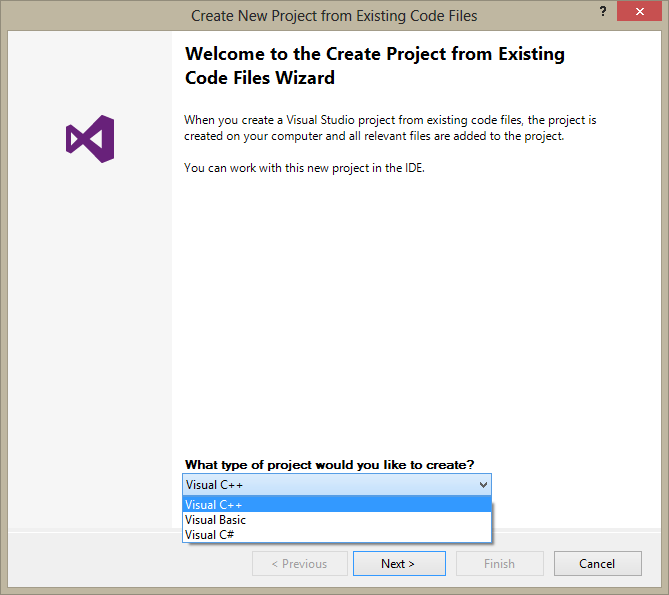 Create New Project from Existing Code Files
?
Welcome to the Create Project from Existing
Code Files Wizard
When you create a Visual Studio project from existing code files, the project is
created on your computer and all relevant files are added to the project.
You can work with this new project in the IDE.
What type of project would you like to create?
Visual C++
Visual C++
Visual Basic
Visual C#
< Previous
Next >
Finish
Cancel